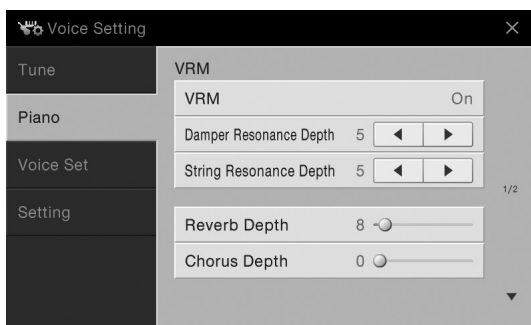 Voice Setting
Tune
Piano
Voice Set
Setting
VRM
VRM On
Damper Resonance Depth 5
String Resonance Depth 5
Reverb Depth 8
Chorus Depth 0
1/2